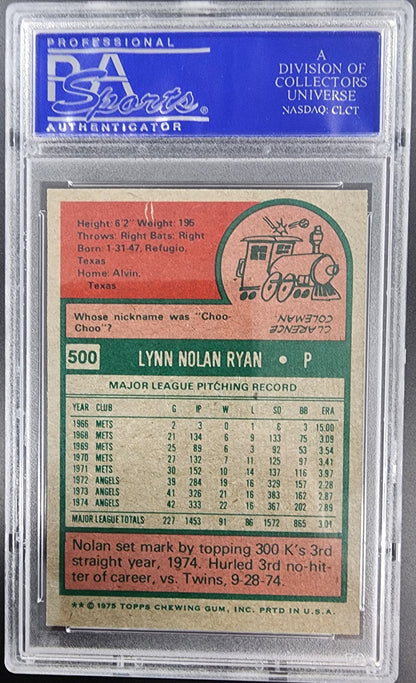 PROFESSIONAL
PSA
Sports
AUTHENTICATOR
®
A
DIVISION OF
COLLECTORS
UNIVERSE
NASDAQ: CLCT
Height: 6'2" Weight: 195
Throws: Right Bats: Right
Born: 1-31-47, Refugio,
Texas
Home: Alvin,
Texas
Whose nickname was "Choo-
Choo"?
CLARENCE
COLEMAN.
500 LYNN NOLAN RYAN • P
MAJOR LEAGUE PITCHING RECORD
YEAR CLUB G IP W L SO BB ERA
1966 METS 2 3 0 1 6 3 15.00
1968 METS 21 134 6 9 133 75 3.09
1969 METS 25 89 6 3 92 53 3.54
1970 METS 27 132 7 11 125 97 3.41
1971 METS 30 152 10 14 137 116 3.97
1972 ANGELS 39 284 19 16 329 157 2.28
1973 ANGELS 41 326 21 16 383 162 2.87
1974 ANGELS 42 333 22 16 367 202 2.89
MAJOR LEAGUE TOTALS 227 1453 91 86 1572 865 3.01
Nolan set mark by topping 300 K's 3rd
straight year, 1974. Hurled 3rd no-hit-
ter of career, vs. Twins, 9-28-74.
★★ © 1975 TOPPS CHEWING GUM, INC. PRTD IN U.S.A.